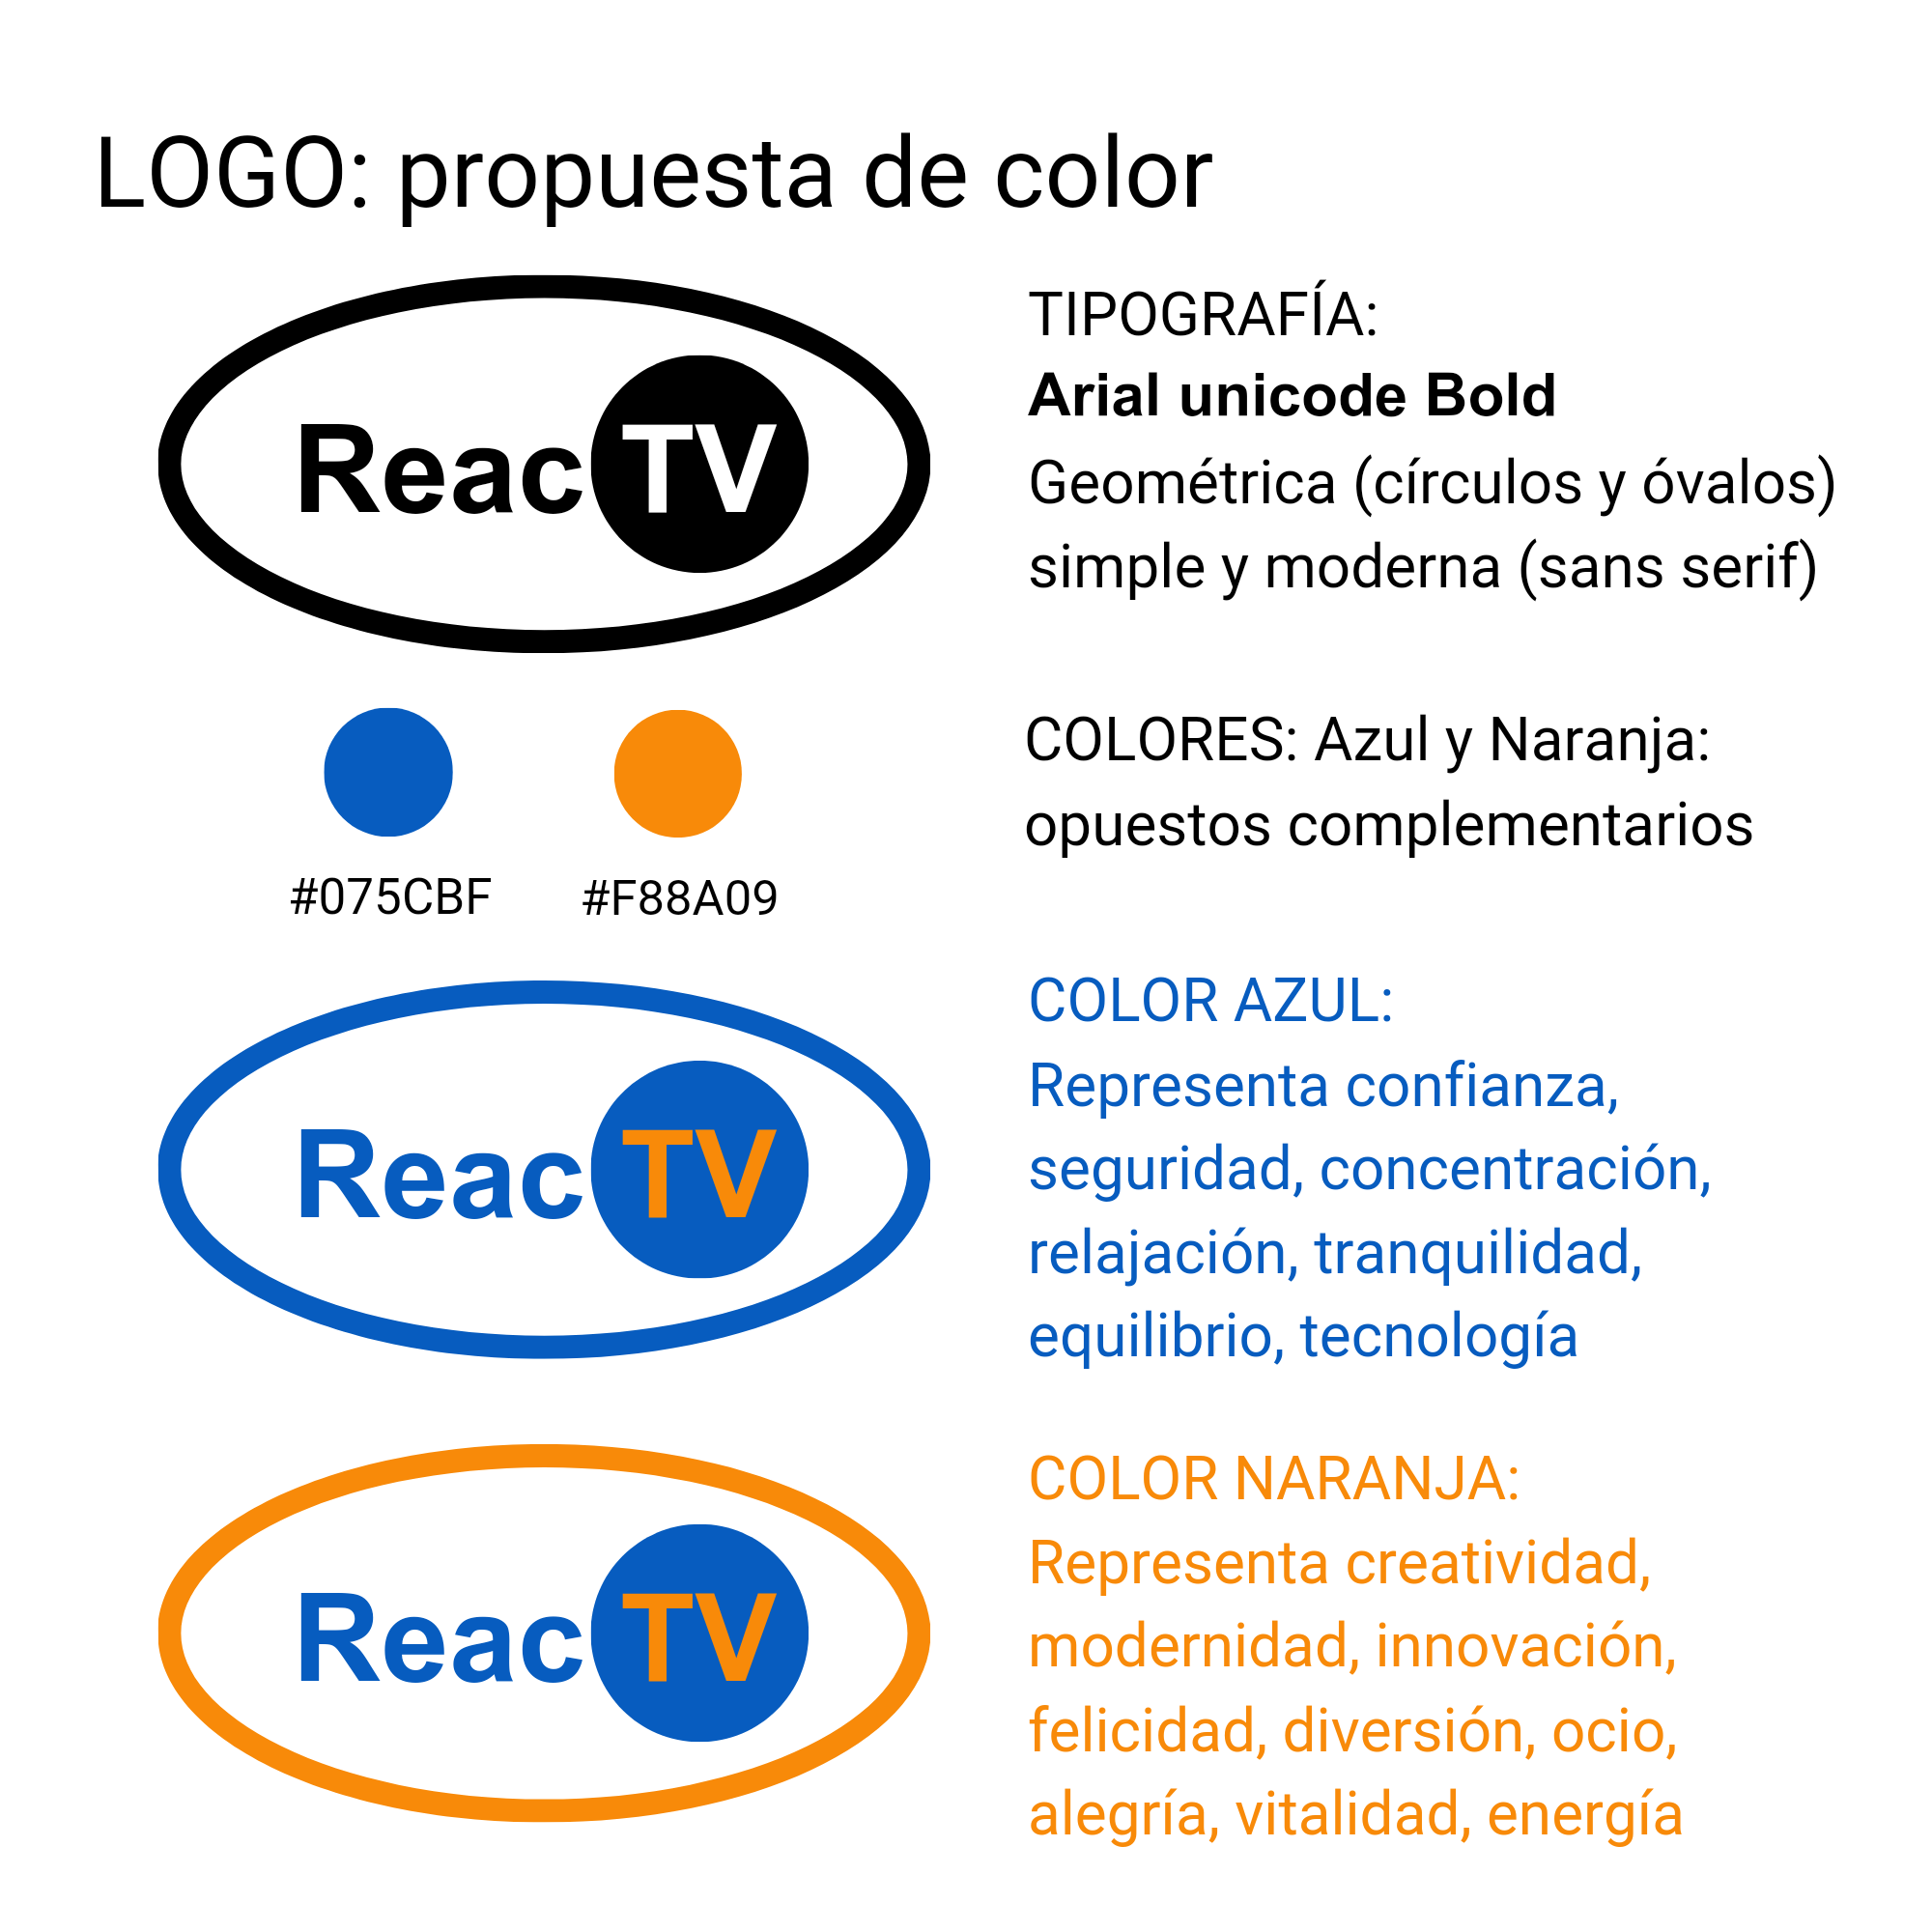 LOGO: propuesta de color
ReacTV
TIPOGRAFÍA:
Arial unicode Bold
Geométrica (círculos y óvalos)
simple y moderna (sans serif)
#075CBF
#F88A09
COLORES: Azul y Naranja:
opuestos complementarios
ReacTV
COLOR AZUL:
Representa confianza,
seguridad, concentración,
relajación, tranquilidad,
equilibrio, tecnología
ReacTV
COLOR NARANJA:
Representa creatividad,
modernidad, innovación,
felicidad, diversión, ocio,
alegría, vitalidad, energía